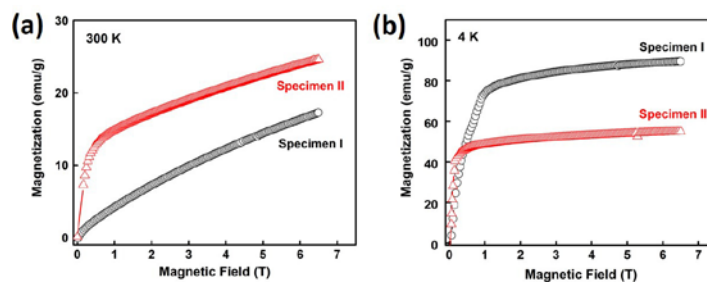 (a)
300 K
Magnetization (emu/g)
30
20
10
0
Specimen II
Specimen I
0 1 2 3 4 5 6 7
Magnetic Field (T)
(b)
4 K
Magnetization (emu/g)
100
80
60
40
20
0
Specimen I
Specimen II
0 1 2 3 4 5 6 7
Magnetic Field (T)